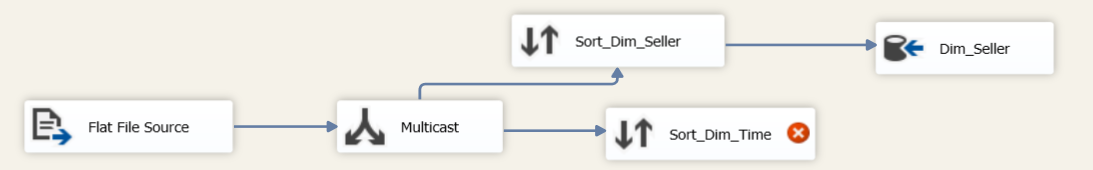 Sort_Dim_Seller
Dim_Seller
Flat File Source
Multicast
Sort_Dim_Time